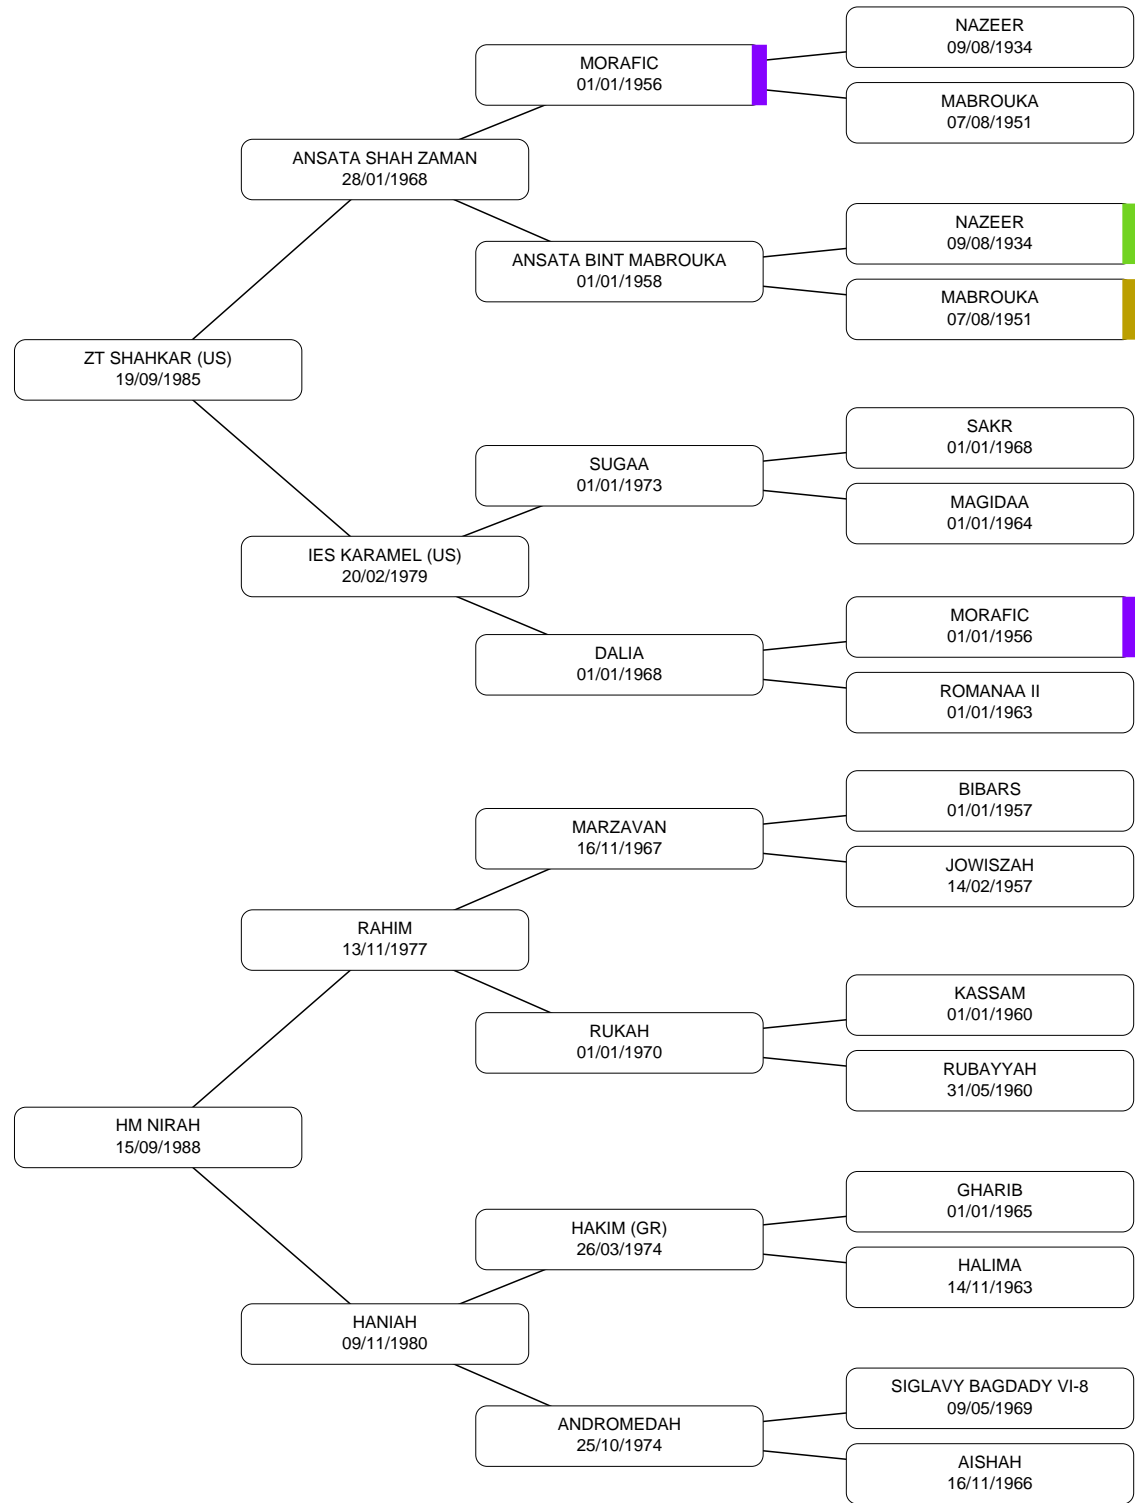 NAZEER
09/08/1934
MORAFIC
01/01/1956
MABROUKA
07/08/1951
ANSATA SHAH ZAMAN
28/01/1968
NAZEER
09/08/1934
ANSATA BINT MABROUKA
01/01/1958
MABROUKA
07/08/1951
ZT SHAHKAR (US)
19/09/1985
SAKR
01/01/1968
SUGAA
01/01/1973
MAGIDAA
01/01/1964
IES KARAMEL (US)
20/02/1979
MORAFIC
01/01/1956
DALIA
01/01/1968
ROMANAA II
01/01/1963
BIBARS
01/01/1957
MARZAVAN
16/11/1967
JOWISZAH
14/02/1957
RAHIM
13/11/1977
KASSAM
01/01/1960
RUKAH
01/01/1970
RUBAYYAH
31/05/1960
HM NIRAH
15/09/1988
GHARIB
01/01/1965
HAKIM (GR)
26/03/1974
HALIMA
14/11/1963
HANIAH
09/11/1980
SIGLAVY BAGDADY VI-8
09/05/1969
ANDROMEDAH
25/10/1974
AISHAH
16/11/1966